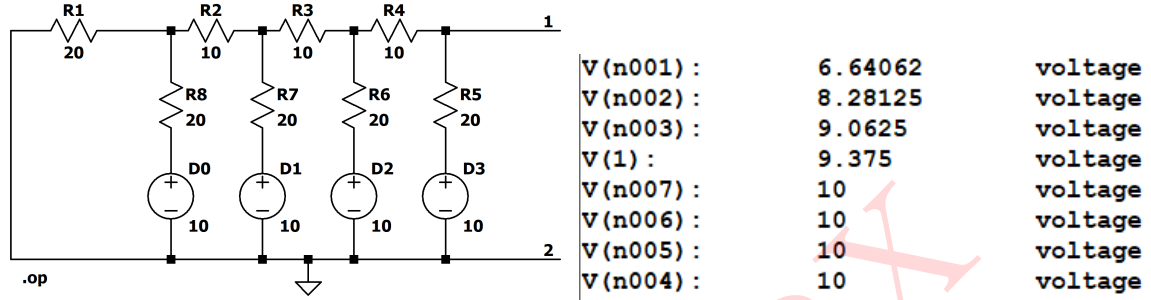 R1 R2 R3 R4 1
20 10 10 10
R8 R7 R6 R5
20 20 20 20
D0 D1 D2 D3
+ + + +
− − − −
10 10 10 10
2
.op
V(n001): 6.64062 voltage
V(n002): 8.28125 voltage
V(n003): 9.0625 voltage
V(1): 9.375 voltage
V(n007): 10 voltage
V(n006): 10 voltage
V(n005): 10 voltage
V(n004): 10 voltage